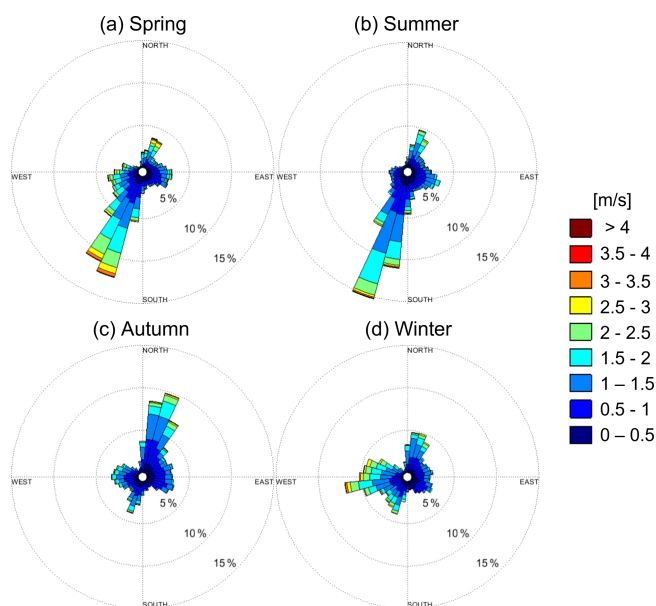 (a) Spring
(b) Summer
NORTH
NORTH
WEST
EAST
WEST
EAST
5%
10 %
15 %
5%
10 %
15 %
SOUTH
SOUTH
[m/s]
> 4
3.5 - 4
3 - 3.5
2.5 - 3
2 - 2.5
1.5 - 2
1 – 1.5
0.5 - 1
0 – 0.5
(c) Autumn
(d) Winter
NORTH
NORTH
WEST
EAST
WEST
EAST
5%
10 %
15 %
5%
10 %
15 %
SOUTH
SOUTH